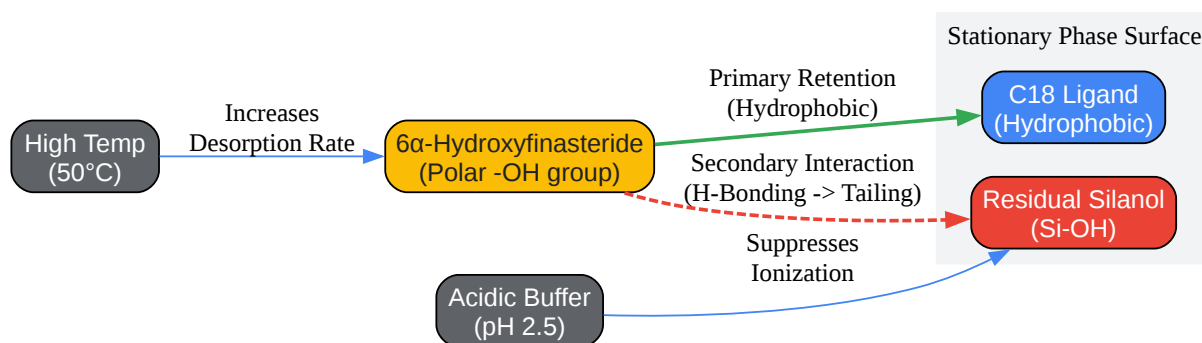 Stationary Phase Surface
High Temp
(50°C)
Increases
Desorption Rate
6α-Hydroxyfinasteride
(Polar -OH group)
Primary Retention
(Hydrophobic)
C18 Ligand
(Hydrophobic)
Secondary Interaction
(H-Bonding -> Tailing)
Residual Silanol
(Si-OH)
Suppresses
Ionization
Acidic Buffer
(pH 2.5)